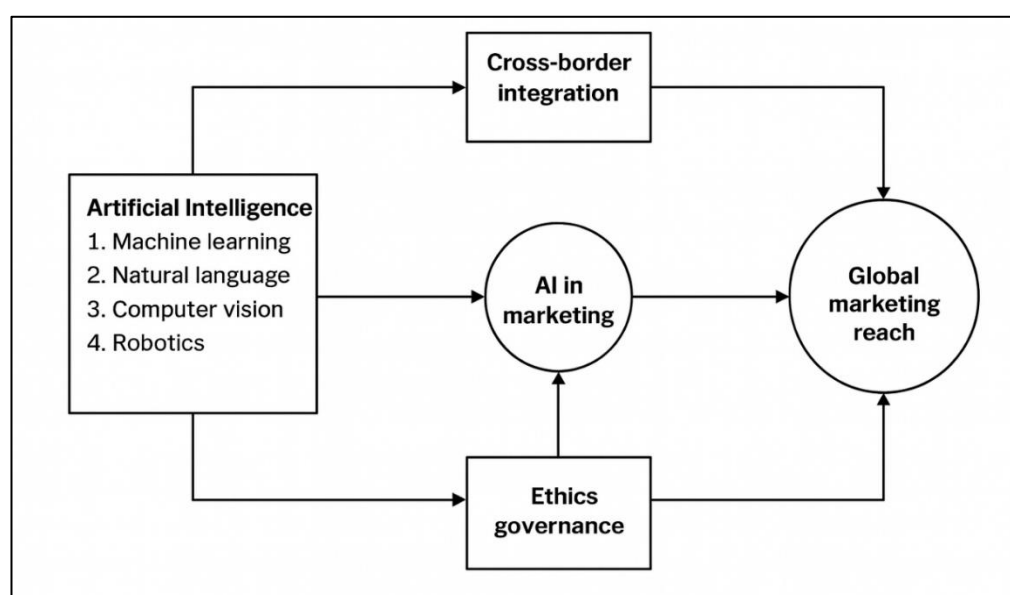 Cross-border
integration
Artificial Intelligence
1. Machine learning
2. Natural language
3. Computer vision
4. Robotics
AI in
marketing
Global
marketing
reach
Ethics
governance